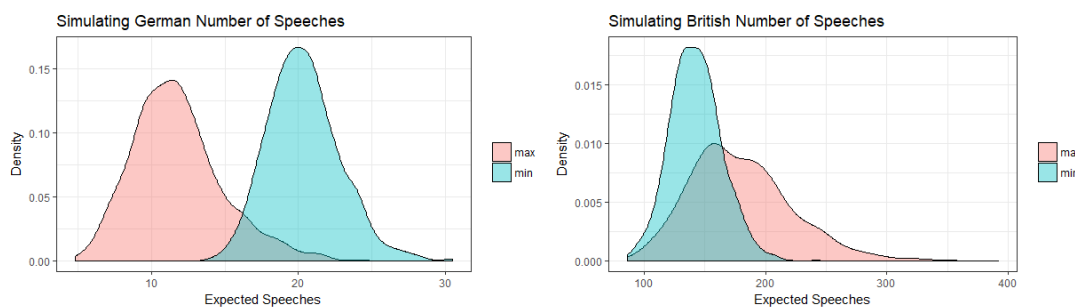 Simulating German Number of Speeches
0.15
0.10
0.05
0.00
Density
10
20
30
Expected Speeches
max
min
Simulating British Number of Speeches
0.015
0.010
0.005
0.000
Density
100
200
300
400
Expected Speeches
ma
min